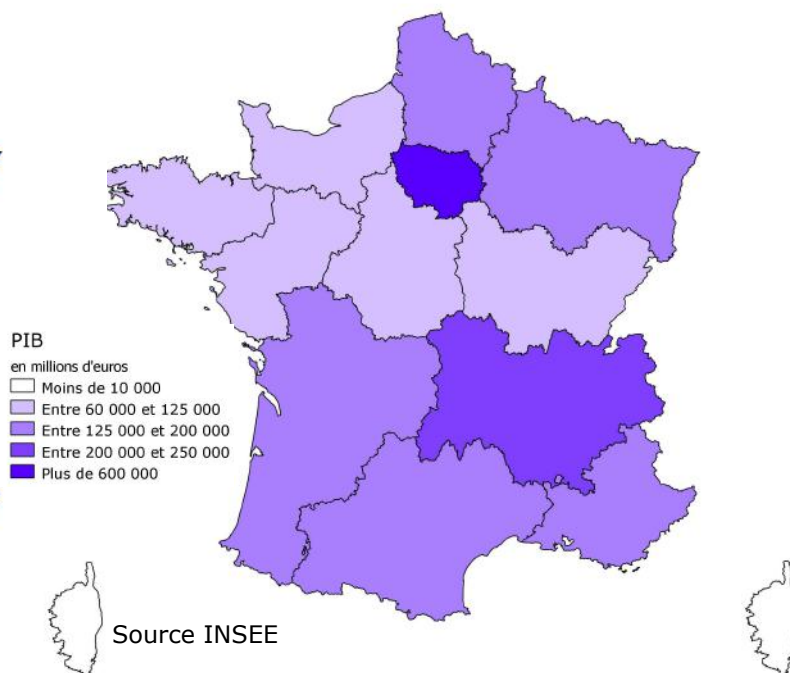 PIB
en millions d'euros
Moins de 10 000
Entre 60 000 et 125 000
Entre 125 000 et 200 000
Entre 200 000 et 250 000
Plus de 600 000
Source INSEE